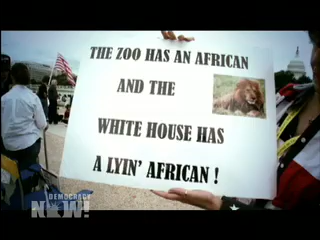 THE ZOO HAS AN AFRICAN
AND THE
WHITE HOUSE HAS
A LYIN' AFRICAN !
DEMOCRACY
NOW!